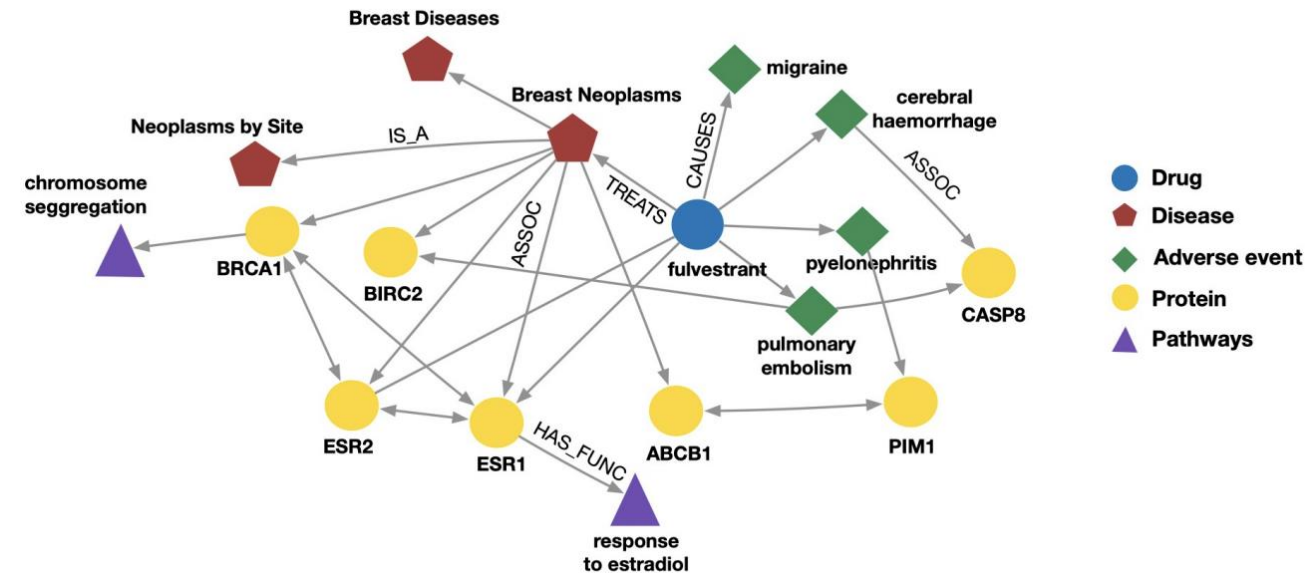 Breast Diseases
Breast Neoplasms
migraine
cerebral
haemorrhage
Neoplasms by Site
IS_A
CAUSES
ASSOC
TREATS
chromosome
seggregation
ASSOC
BRCA1
BIRC2
fulvestrant
pyelonephritis
CASP8
pulmonary
embolism
ESR2
ESR1
HAS_FUNC
ABCB1
PIM1
response
to estradiol
Drug
Disease
Adverse event
Protein
Pathways